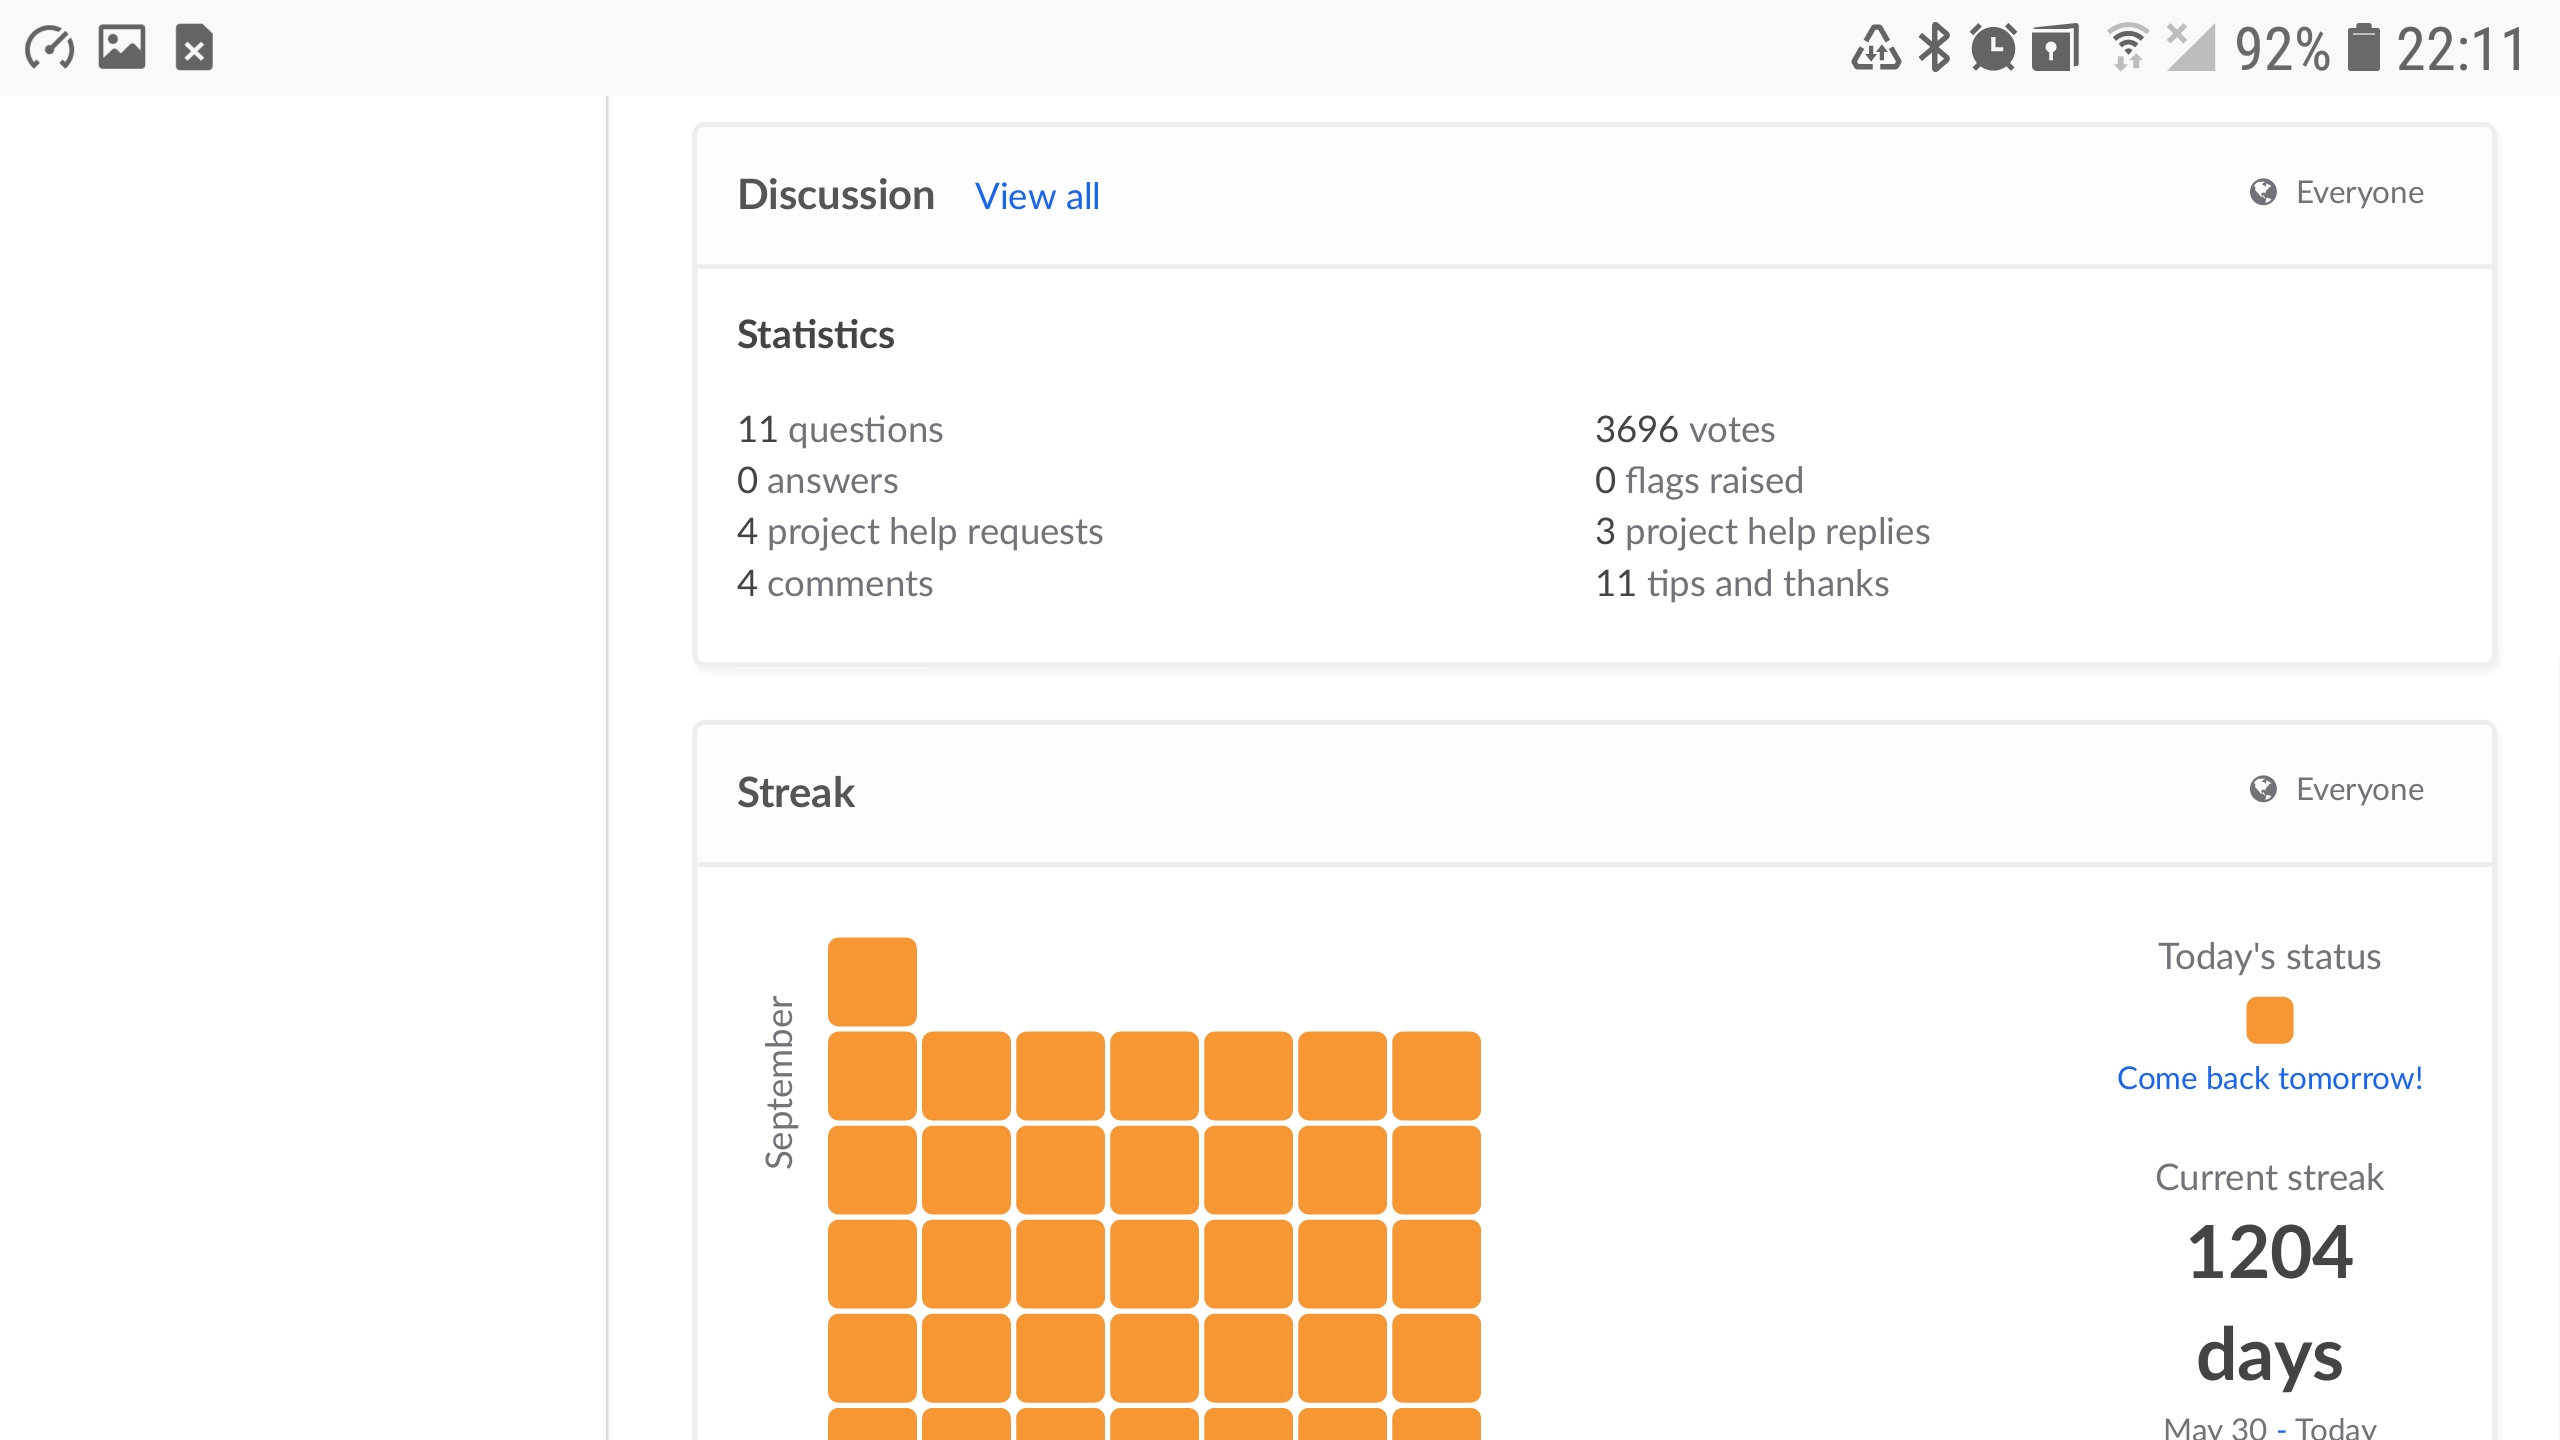 92% 22:11
Discussion View all Everyone
Statistics
11 questions
0 answers
4 project help requests
4 comments
3696 votes
0 flags raised
3 project help replies
11 tips and thanks
Streak Everyone
September
Today's status
Come back tomorrow!
Current streak
1204
days
May 30 - Today